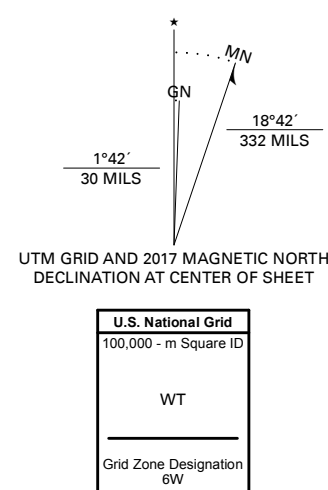 ★
MN
GN
18°42´
332 MILS
1°42´
30 MILS
UTM GRID AND 2017 MAGNETIC NORTH
DECLINATION AT CENTER OF SHEET
U.S. National Grid
100,000 - m Square ID
WT
Grid Zone Designation
6W